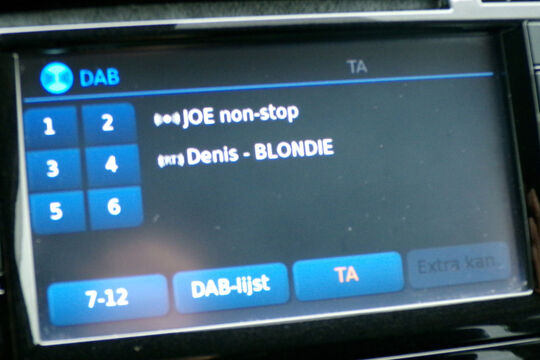 DAB TA
1 2 JOE non-stop
3 4 (RT) Denis - BLONDIE
5 6
7-12 DAB-lijst TA Extra kan.